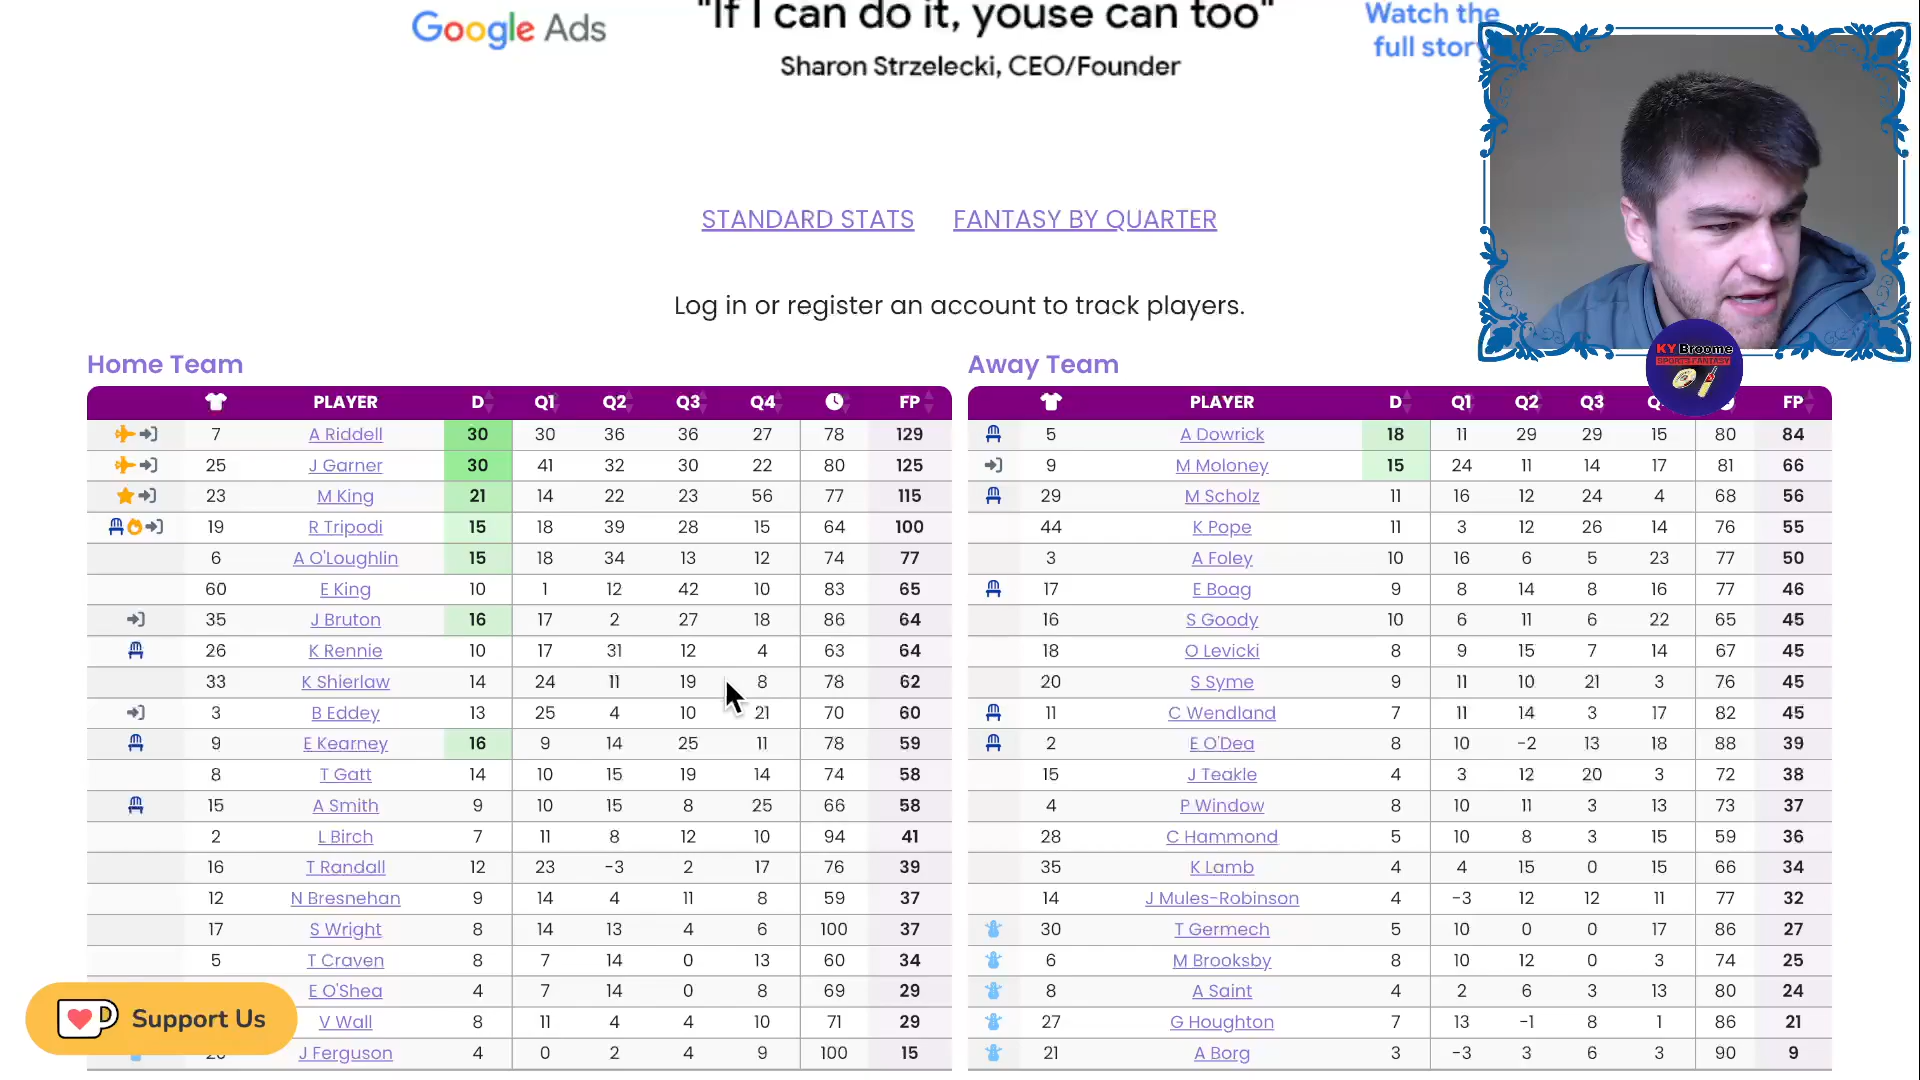 Google Ads
"If I can do it, youse can too"
Sharon Strzelecki, CEO/Founder
Watch the
full story
STANDARD STATS FANTASY BY QUARTER
Log in or register an account to track players.
KY Broome
SPORTS FANTASY
Home Team
PLAYER D Q1 Q2 Q3 Q4 FP
7 A Riddell 30 30 36 36 27 78 129
25 J Garner 30 41 32 30 22 80 125
23 M King 21 14 22 23 56 77 115
19 R Tripodi 15 18 39 28 15 64 100
6 A O'Loughlin 15 18 34 13 12 74 77
60 E King 10 1 12 42 10 83 65
35 J Bruton 16 17 2 27 18 86 64
26 K Rennie 10 17 31 12 4 63 64
33 K Shierlaw 14 24 11 19 8 78 62
3 B Eddey 13 25 4 10 21 70 60
9 E Kearney 16 9 14 25 11 78 59
8 T Gatt 14 10 15 19 14 74 58
15 A Smith 9 10 15 8 25 66 58
2 L Birch 7 11 8 12 10 94 41
16 T Randall 12 23 -3 2 17 76 39
12 N Bresnehan 9 14 4 11 8 59 37
17 S Wright 8 14 13 4 6 100 37
5 T Craven 8 7 14 0 13 60 34
E O'Shea 4 7 14 0 8 69 29
V Wall 8 11 4 4 10 71 29
J Ferguson 4 0 2 4 9 100 15
Support Us
Away Team
PLAYER D Q1 Q2 Q3 FP
5 A Dowrick 18 11 29 29 15 80 84
9 M Moloney 15 24 11 14 17 81 66
29 M Scholz 11 16 12 24 4 68 56
44 K Pope 11 3 12 26 14 76 55
3 A Foley 10 16 6 5 23 77 50
17 E Boag 9 8 14 8 16 77 46
16 S Goody 10 6 11 6 22 65 45
18 O Levicki 8 9 15 7 14 67 45
20 S Syme 9 11 10 21 3 76 45
11 C Wendland 7 11 14 3 17 82 45
2 E O'Dea 8 10 -2 13 18 88 39
15 J Teakle 4 3 12 20 3 72 38
4 P Window 8 10 11 3 13 73 37
28 C Hammond 5 10 8 3 15 59 36
35 K Lamb 4 4 15 0 15 66 34
14 J Mules-Robinson 4 -3 12 12 11 77 32
30 T Germech 5 10 0 0 17 86 27
6 M Brooksby 8 10 12 0 3 74 25
8 A Saint 4 2 6 3 13 80 24
27 G Houghton 7 13 -1 8 1 86 21
21 A Borg 3 -3 3 6 3 90 9